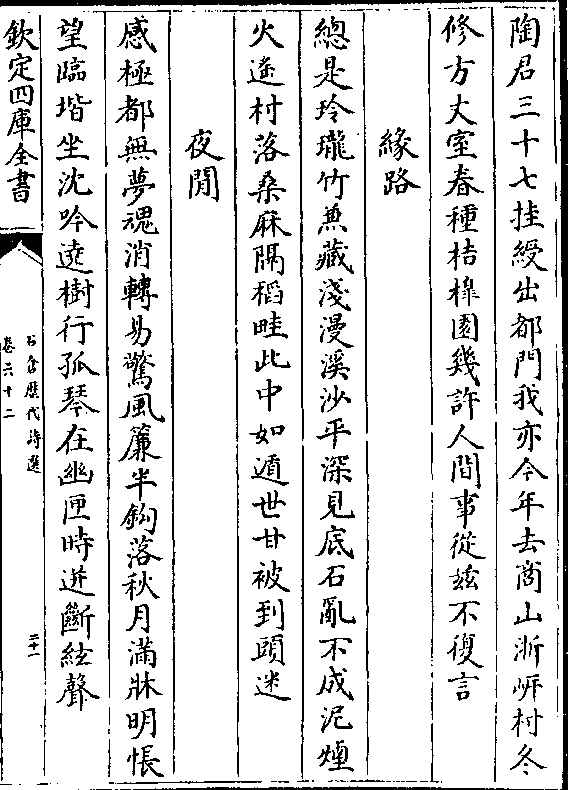 陶君三十七挂綬出都門我亦今年去商山淅岍村冬
修方丈室春種桔橰園幾許人間事從兹不復言
緣路
總是玲瓏竹兼藏淺漫溪沙平深見底石亂不成泥煙
火遥村落桑麻隔稻畦此中如遁世甘被到頭迷
夜閒
感極都無夢魂消轉易驚風簾半鈎落秋月滿牀明悵
望臨堦坐沈吟遶樹行孤琴在幽匣時迸斷絃聲
欽定四庫全書
石倉歷代詩選
卷六十二
二十一